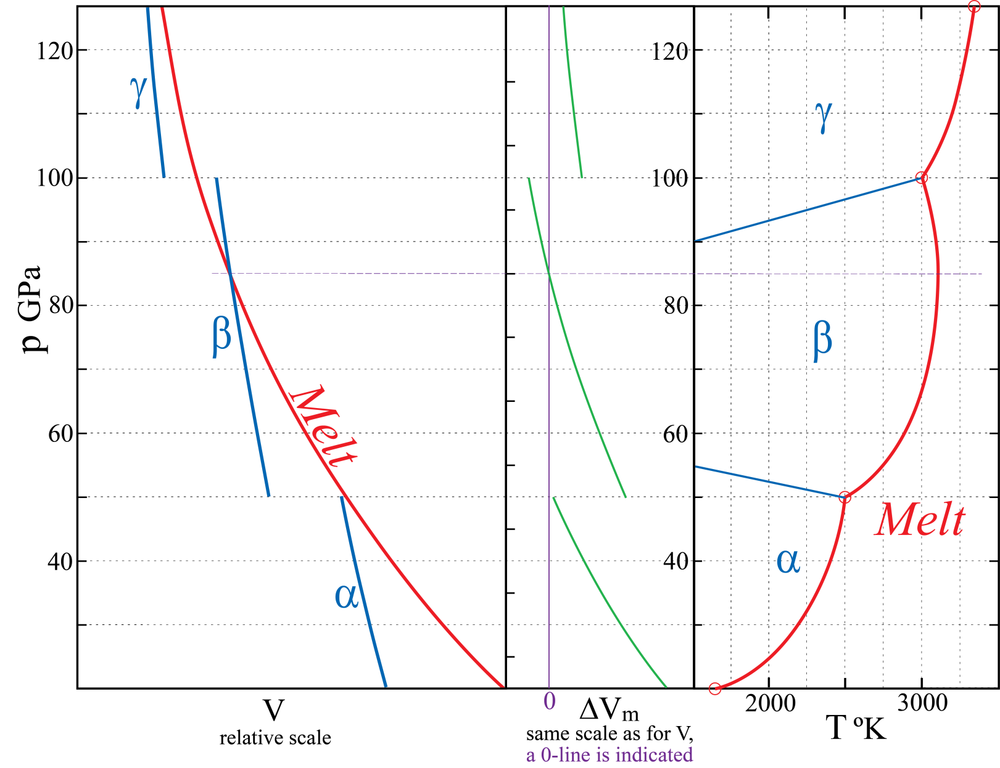 120
100
80
60
40
p GPa
γ
β
Melt
α
V
relative scale
120
100
80
60
40
0
ΔVm
same scale as for V,
a 0-line is indicated
γ
β
Melt
α
2000
3000
T ºK